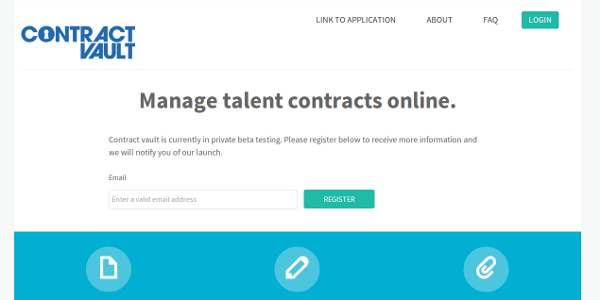 CONTRACT
VAULT
LINK TO APPLICATION ABOUT FAQ LOGIN
Manage talent contracts online.
Contract vault is currently in private beta testing. Please register below to receive more information and
we will notify you of our launch.
Email
Enter a valid email address REGISTER